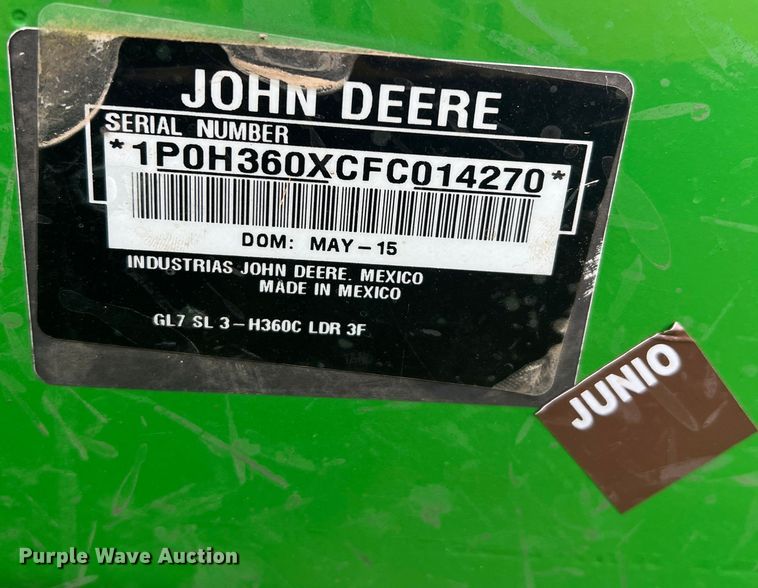 JOHN DEERE
SERIAL NUMBER
*1P0H360XCFC014270*
DOM: MAY-15
INDUSTRIAS JOHN DEERE. MEXICO
MADE IN MEXICO
GL7 SL 3-H360C LDR 3F
JUNIO
Purple Wave Auction